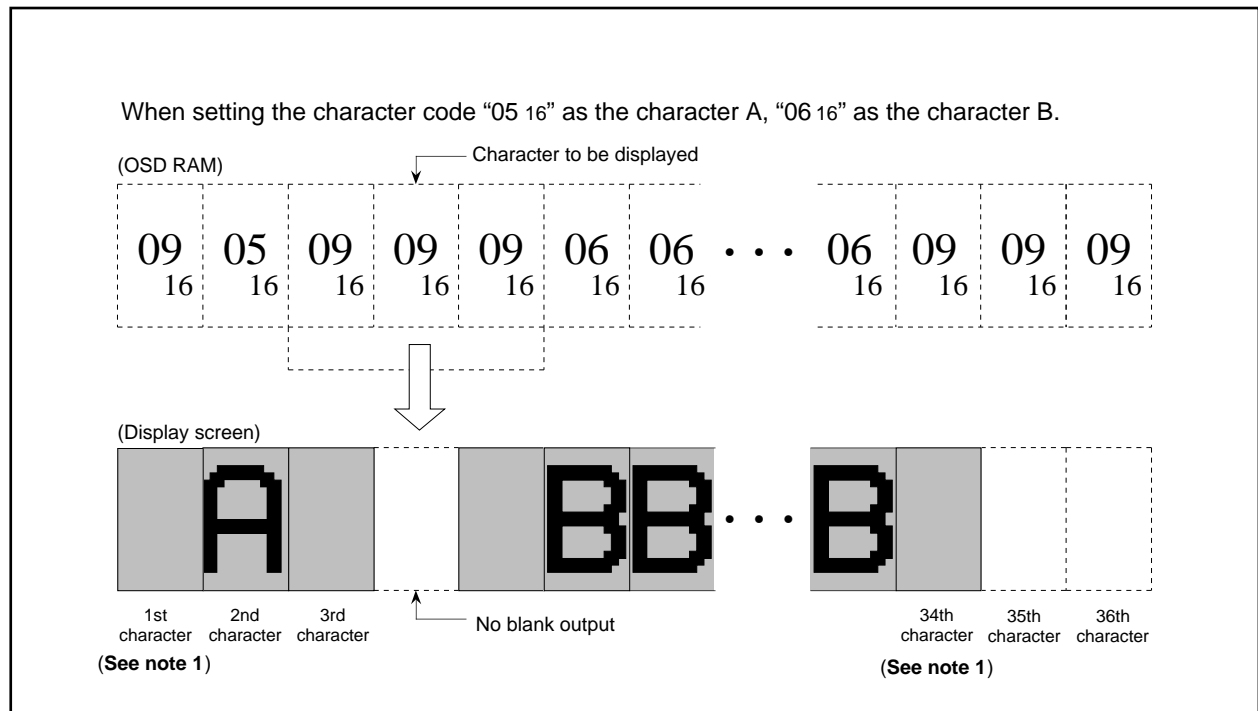 When setting the character code “05 16” as the character A, “06 16” as the character B.
Character to be displayed
(OSD RAM)
09 05 09 09 09 06 06 • • • 06 09 09 09
16 16 16 16 16 16 16 16 16 16 16
(Display screen)
A B B • • • B
1st character 2nd character 3rd character No blank output 34th character 35th character 36th character
(See note 1) (See note 1)